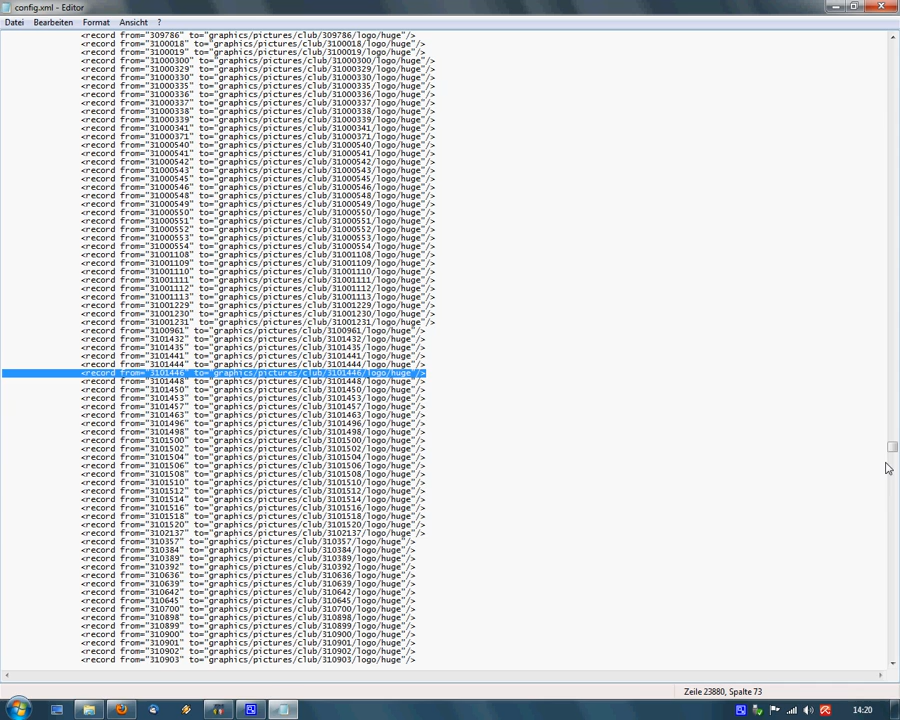 config.xml - Editor
Datei Bearbeiten Format Ansicht ?
<record from="309786" to="graphics/pictures/club/309786/logo/huge"/>
<record from="3100018" to="graphics/pictures/club/3100018/logo/huge"/>
<record from="3100019" to="graphics/pictures/club/3100019/logo/huge"/>
<record from="31000300" to="graphics/pictures/club/31000300/logo/huge"/>
<record from="31000329" to="graphics/pictures/club/31000329/logo/huge"/>
<record from="31000330" to="graphics/pictures/club/31000330/logo/huge"/>
<record from="31000335" to="graphics/pictures/club/31000335/logo/huge"/>
<record from="31000336" to="graphics/pictures/club/31000336/logo/huge"/>
<record from="31000337" to="graphics/pictures/club/31000337/logo/huge"/>
<record from="31000338" to="graphics/pictures/club/31000338/logo/huge"/>
<record from="31000339" to="graphics/pictures/club/31000339/logo/huge"/>
<record from="31000341" to="graphics/pictures/club/31000341/logo/huge"/>
<record from="31000371" to="graphics/pictures/club/31000371/logo/huge"/>
<record from="31000540" to="graphics/pictures/club/31000540/logo/huge"/>
<record from="31000541" to="graphics/pictures/club/31000541/logo/huge"/>
<record from="31000542" to="graphics/pictures/club/31000542/logo/huge"/>
<record from="31000543" to="graphics/pictures/club/31000543/logo/huge"/>
<record from="31000545" to="graphics/pictures/club/31000545/logo/huge"/>
<record from="31000546" to="graphics/pictures/club/31000546/logo/huge"/>
<record from="31000548" to="graphics/pictures/club/31000548/logo/huge"/>
<record from="31000549" to="graphics/pictures/club/31000549/logo/huge"/>
<record from="31000550" to="graphics/pictures/club/31000550/logo/huge"/>
<record from="31000551" to="graphics/pictures/club/31000551/logo/huge"/>
<record from="31000552" to="graphics/pictures/club/31000552/logo/huge"/>
<record from="31000553" to="graphics/pictures/club/31000553/logo/huge"/>
<record from="31000554" to="graphics/pictures/club/31000554/logo/huge"/>
<record from="31001108" to="graphics/pictures/club/31001108/logo/huge"/>
<record from="31001109" to="graphics/pictures/club/31001109/logo/huge"/>
<record from="31001110" to="graphics/pictures/club/31001110/logo/huge"/>
<record from="31001111" to="graphics/pictures/club/31001111/logo/huge"/>
<record from="31001112" to="graphics/pictures/club/31001112/logo/huge"/>
<record from="31001113" to="graphics/pictures/club/31001113/logo/huge"/>
<record from="31001229" to="graphics/pictures/club/31001229/logo/huge"/>
<record from="31001230" to="graphics/pictures/club/31001230/logo/huge"/>
<record from="31001231" to="graphics/pictures/club/31001231/logo/huge"/>
<record from="3100961" to="graphics/pictures/club/3100961/logo/huge"/>
<record from="3101432" to="graphics/pictures/club/3101432/logo/huge"/>
<record from="3101435" to="graphics/pictures/club/3101435/logo/huge"/>
<record from="3101441" to="graphics/pictures/club/3101441/logo/huge"/>
<record from="3101444" to="graphics/pictures/club/3101444/logo/huge"/>
<record from="3101446" to="graphics/pictures/club/3101446/logo/huge"/>
<record from="3101448" to="graphics/pictures/club/3101448/logo/huge"/>
<record from="3101450" to="graphics/pictures/club/3101450/logo/huge"/>
<record from="3101453" to="graphics/pictures/club/3101453/logo/huge"/>
<record from="3101457" to="graphics/pictures/club/3101457/logo/huge"/>
<record from="3101463" to="graphics/pictures/club/3101463/logo/huge"/>
<record from="3101496" to="graphics/pictures/club/3101496/logo/huge"/>
<record from="3101498" to="graphics/pictures/club/3101498/logo/huge"/>
<record from="3101500" to="graphics/pictures/club/3101500/logo/huge"/>
<record from="3101502" to="graphics/pictures/club/3101502/logo/huge"/>
<record from="3101504" to="graphics/pictures/club/3101504/logo/huge"/>
<record from="3101506" to="graphics/pictures/club/3101506/logo/huge"/>
<record from="3101508" to="graphics/pictures/club/3101508/logo/huge"/>
<record from="3101510" to="graphics/pictures/club/3101510/logo/huge"/>
<record from="3101512" to="graphics/pictures/club/3101512/logo/huge"/>
<record from="3101514" to="graphics/pictures/club/3101514/logo/huge"/>
<record from="3101516" to="graphics/pictures/club/3101516/logo/huge"/>
<record from="3101518" to="graphics/pictures/club/3101518/logo/huge"/>
<record from="3101520" to="graphics/pictures/club/3101520/logo/huge"/>
<record from="3102137" to="graphics/pictures/club/3102137/logo/huge"/>
<record from="310357" to="graphics/pictures/club/310357/logo/huge"/>
<record from="310384" to="graphics/pictures/club/310384/logo/huge"/>
<record from="310389" to="graphics/pictures/club/310389/logo/huge"/>
<record from="310392" to="graphics/pictures/club/310392/logo/huge"/>
<record from="310636" to="graphics/pictures/club/310636/logo/huge"/>
<record from="310639" to="graphics/pictures/club/310639/logo/huge"/>
<record from="310642" to="graphics/pictures/club/310642/logo/huge"/>
<record from="310645" to="graphics/pictures/club/310645/logo/huge"/>
<record from="310700" to="graphics/pictures/club/310700/logo/huge"/>
<record from="310898" to="graphics/pictures/club/310898/logo/huge"/>
<record from="310899" to="graphics/pictures/club/310899/logo/huge"/>
<record from="310900" to="graphics/pictures/club/310900/logo/huge"/>
<record from="310901" to="graphics/pictures/club/310901/logo/huge"/>
<record from="310902" to="graphics/pictures/club/310902/logo/huge"/>
<record from="310903" to="graphics/pictures/club/310903/logo/huge"/>
Zeile 23880, Spalte 73
14:20